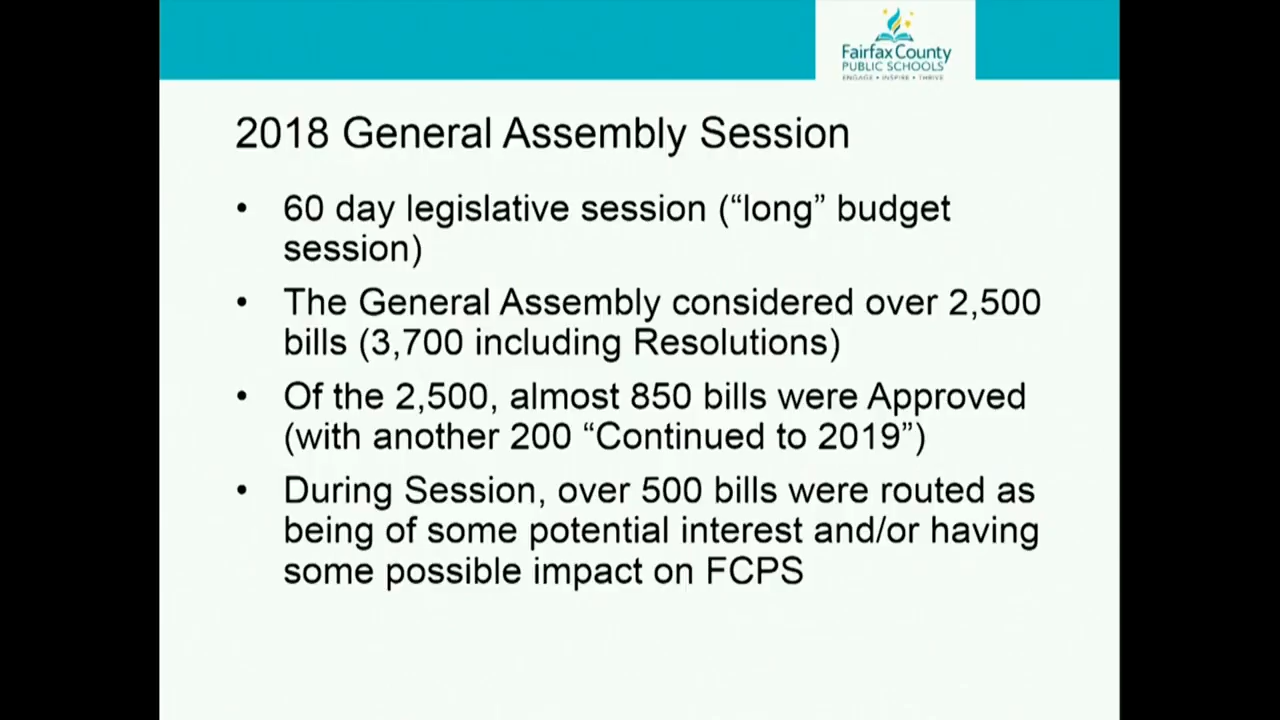 Fairfax County
PUBLIC SCHOOLS
ENGAGE • INSPIRE • THRIVE
2018 General Assembly Session
• 60 day legislative session (“long” budget
session)
• The General Assembly considered over 2,500
bills (3,700 including Resolutions)
• Of the 2,500, almost 850 bills were Approved
(with another 200 “Continued to 2019”)
• During Session, over 500 bills were routed as
being of some potential interest and/or having
some possible impact on FCPS